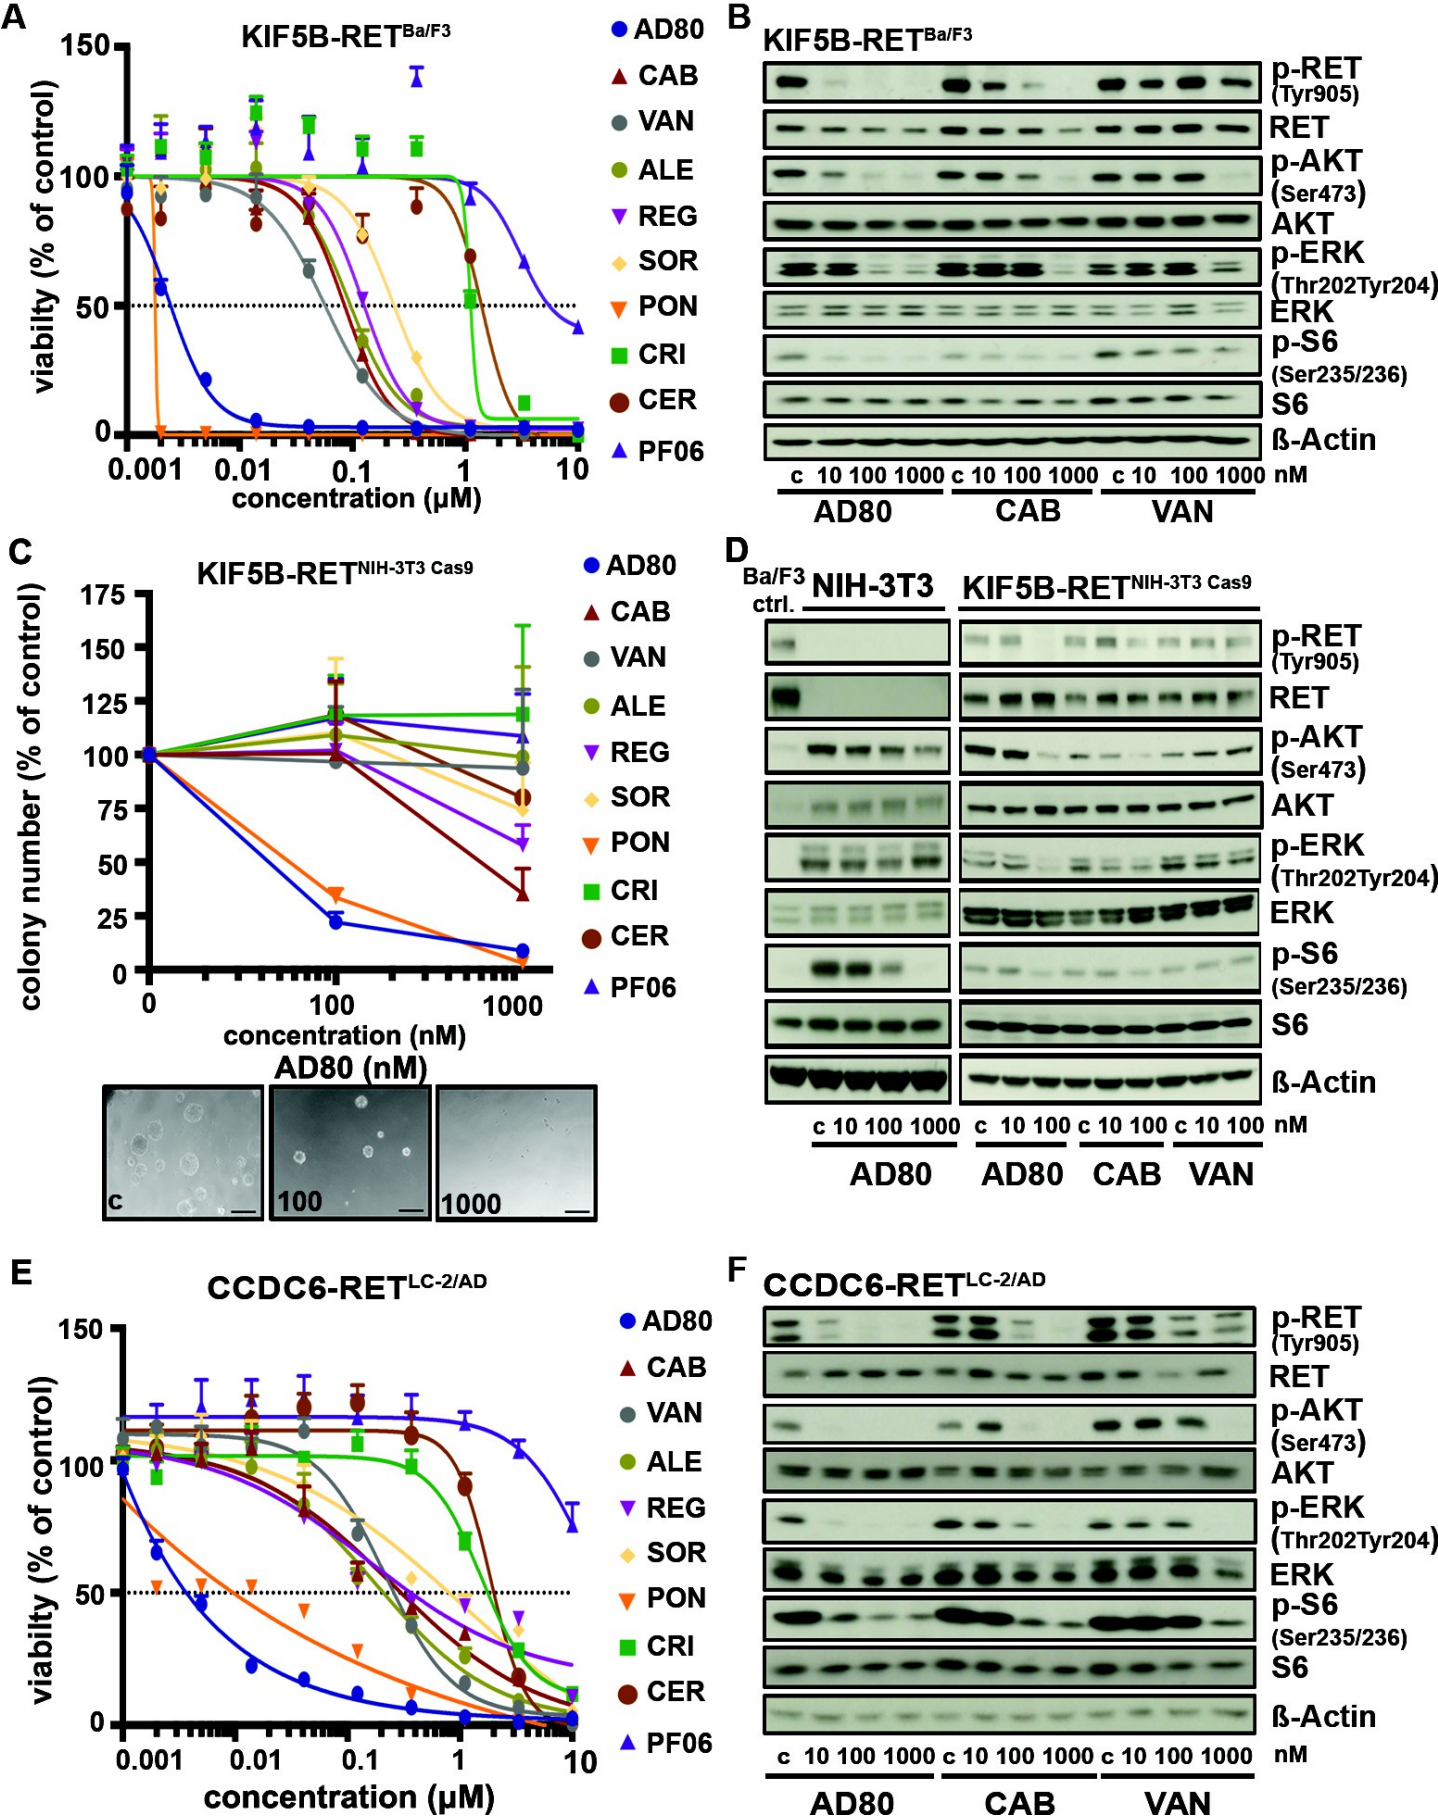 A
KIF5B-RETBa/F3
viabilty (% of control)
150
100
50
0
0.001 0.01 0.1 1 10
concentration (µM)
AD80
CAB
VAN
ALE
REG
SOR
PON
CRI
CER
PF06
B
KIF5B-RETBa/F3
p-RET
(Tyr905)
RET
p-AKT
(Ser473)
AKT
p-ERK
(Thr202Tyr204)
ERK
p-S6
(Ser235/236)
S6
ß-Actin
c 10 100 1000 c 10 100 1000 c 10 100 1000 nM
AD80 CAB VAN
C
KIF5B-RETNIH-3T3 Cas9
colony number (% of control)
175
150
125
100
75
50
25
0
0 100 1000
concentration (nM)
AD80
CAB
VAN
ALE
REG
SOR
PON
CRI
CER
PF06
AD80 (nM)
c 100 1000
D
Ba/F3
ctrl.
NIH-3T3 KIF5B-RETNIH-3T3 Cas9
p-RET
(Tyr905)
RET
p-AKT
(Ser473)
AKT
p-ERK
(Thr202Tyr204)
ERK
p-S6
(Ser235/236)
S6
ß-Actin
c 10 100 1000 c 10 100 c 10 100 c 10 100 nM
AD80 AD80 CAB VAN
E
CCDC6-RETLC-2/AD
viabilty (% of control)
150
100
50
0
0.001 0.01 0.1 1 10
concentration (µM)
AD80
CAB
VAN
ALE
REG
SOR
PON
CRI
CER
PF06
F
CCDC6-RETLC-2/AD
p-RET
(Tyr905)
RET
p-AKT
(Ser473)
AKT
p-ERK
(Thr202Tyr204)
ERK
p-S6
(Ser235/236)
S6
ß-Actin
c 10 100 1000 c 10 100 1000 c 10 100 1000 nM
AD80 CAB VAN